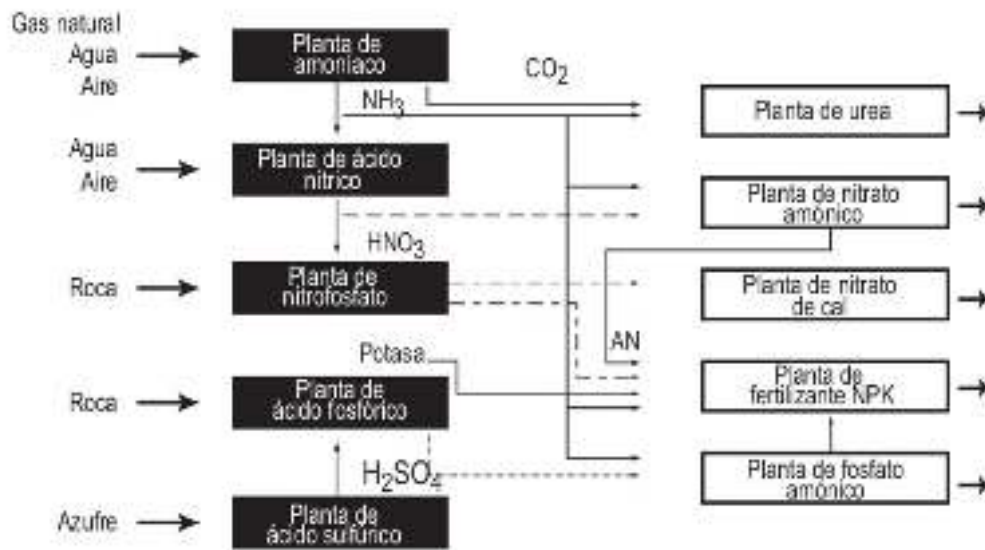 Gas natural
Agua
Aire
Planta de
amoníaco
CO2
NH3
Planta de urea
Agua
Aire
Planta de ácido
nítrico
Planta de nitrato
amónico
HNO3
Roca
Planta de
nitrofosfato
Planta de nitrato
de cal
AN
Potasa
Roca
Planta de
ácido fosfórico
Planta de
fertilizante NPK
H2SO4
Planta de fosfato
amónico
Azufre
Planta de
ácido sulfúrico